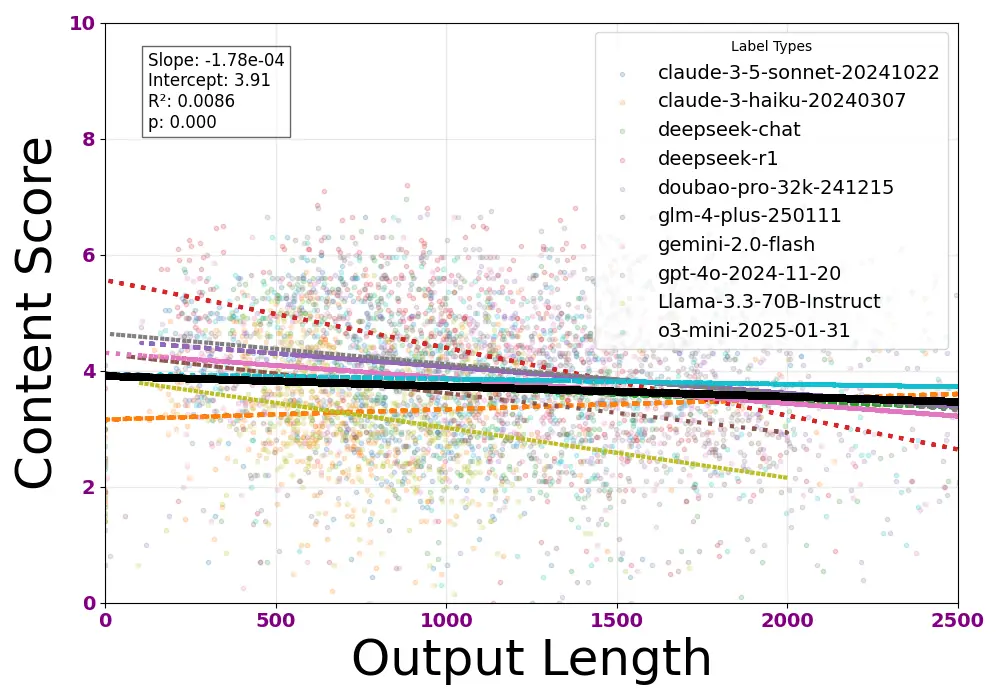 10
8
6
4
2
0
Content Score
Slope: -1.78e-04
Intercept: 3.91
R²: 0.0086
p: 0.000
Label Types
claude-3-5-sonnet-20241022
claude-3-haiku-20240307
deepseek-chat
deepseek-r1
doubao-pro-32k-241215
glm-4-plus-250111
gemini-2.0-flash
gpt-4o-2024-11-20
Llama-3.3-70B-Instruct
o3-mini-2025-01-31
0 500 1000 1500 2000 2500
Output Length